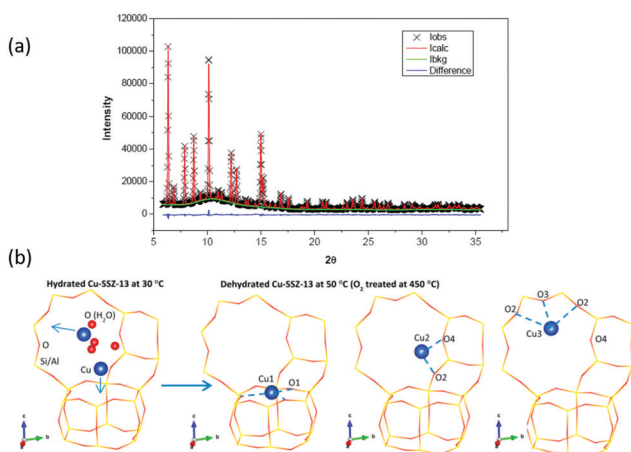 (a)
120000
100000
80000
60000
40000
20000
0
Intensity
5 10 15 20 25 30 35
2θ
Iobs
Icalc
Ibkg
Difference
(b)
Hydrated Cu-SSZ-13 at 30 °C
Dehydrated Cu-SSZ-13 at 50 °C (O2 treated at 450 °C)
O (H2O)
O
Si/Al
Cu
c
b
Cu1 O1
c
b
Cu2 O4
O2
c
b
O3
O2 O2
Cu3
O4
c
b